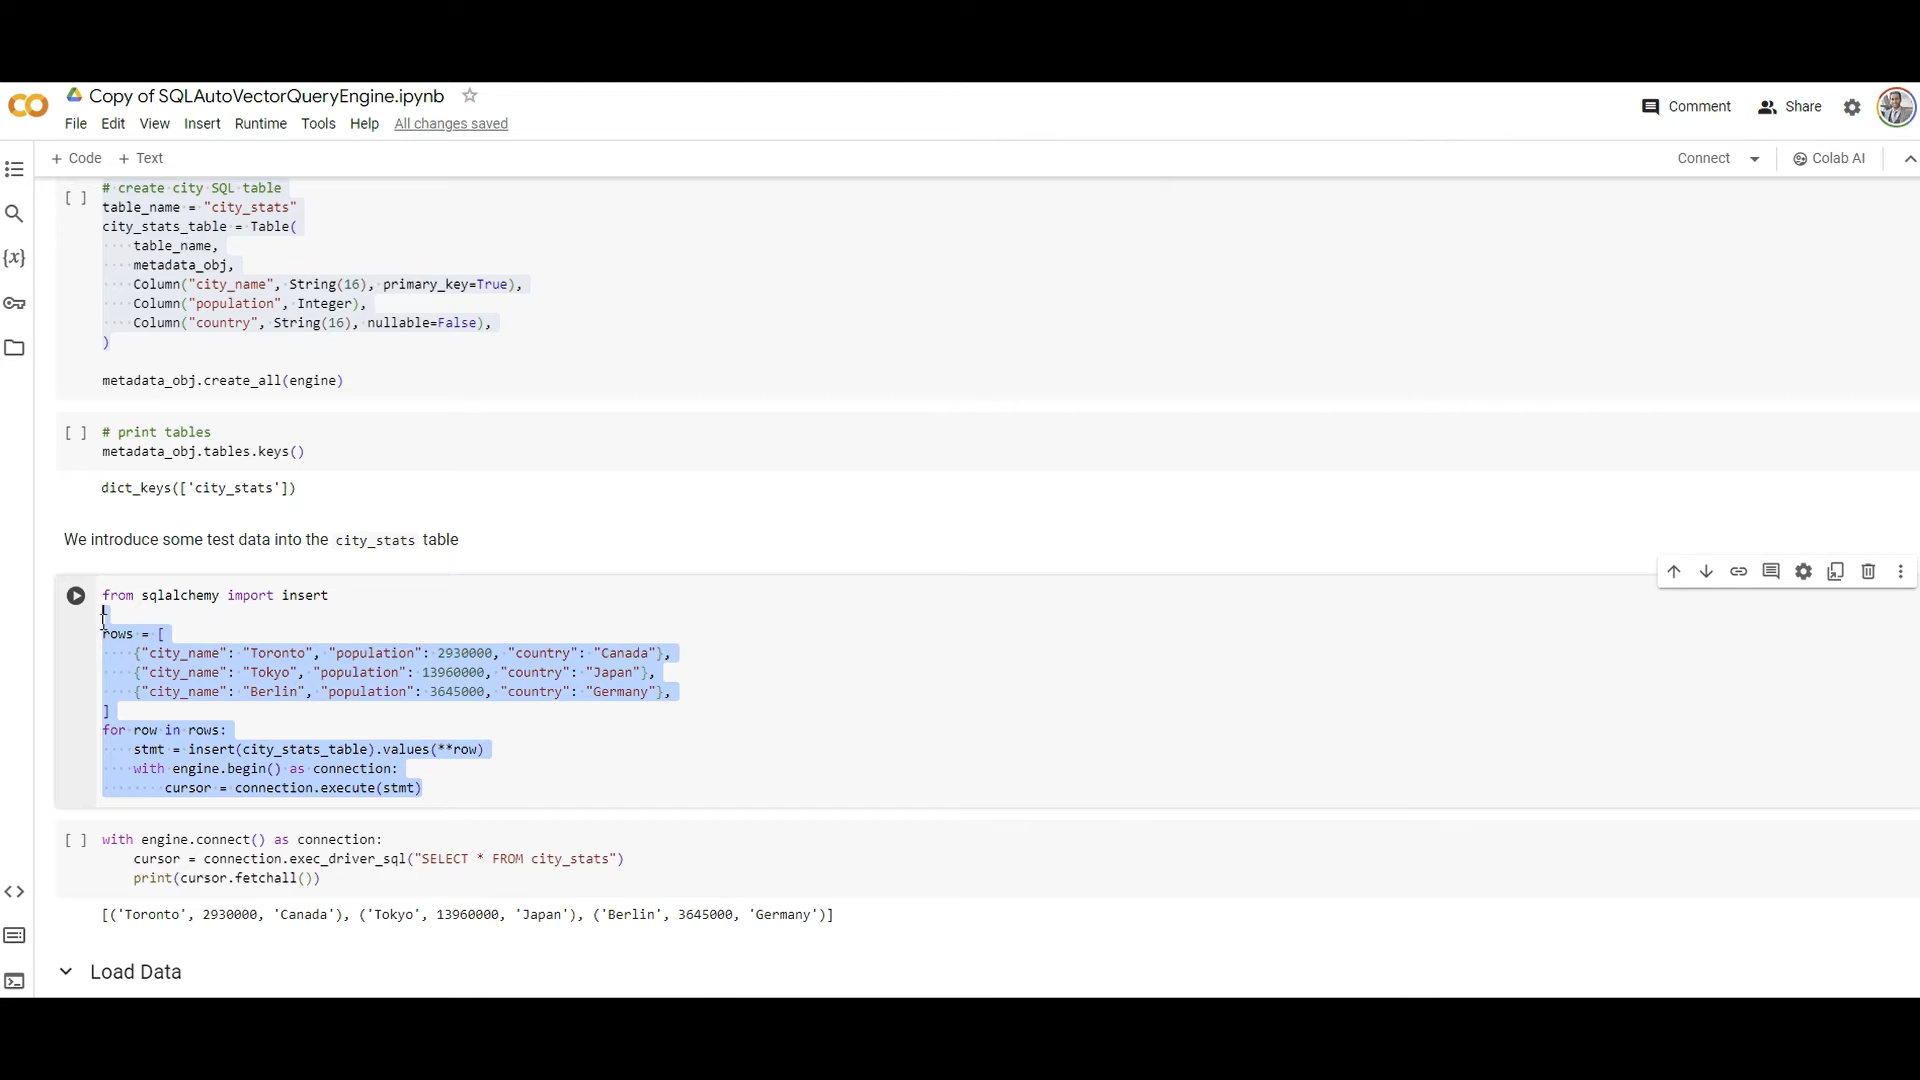 Copy of SQLAutoVectorQueryEngine.ipynb
Comment Share
File Edit View Insert Runtime Tools Help All changes saved
+ Code + Text Connect Colab AI
[ ] # create city SQL table
table_name = "city_stats"
city_stats_table = Table(
table_name,
metadata_obj,
Column("city_name", String(16), primary_key=True),
Column("population", Integer),
Column("country", String(16), nullable=False),
)
metadata_obj.create_all(engine)
[ ] # print tables
metadata_obj.tables.keys()
dict_keys(['city_stats'])
We introduce some test data into the city_stats table
from sqlalchemy import insert
rows = [
{"city_name": "Toronto", "population": 2930000, "country": "Canada"},
{"city_name": "Tokyo", "population": 13960000, "country": "Japan"},
{"city_name": "Berlin", "population": 3645000, "country": "Germany"},
]
for row in rows:
stmt = insert(city_stats_table).values(**row)
with engine.begin() as connection:
cursor = connection.execute(stmt)
[ ] with engine.connect() as connection:
cursor = connection.exec_driver_sql("SELECT * FROM city_stats")
print(cursor.fetchall())
[('Toronto', 2930000, 'Canada'), ('Tokyo', 13960000, 'Japan'), ('Berlin', 3645000, 'Germany')]
Load Data